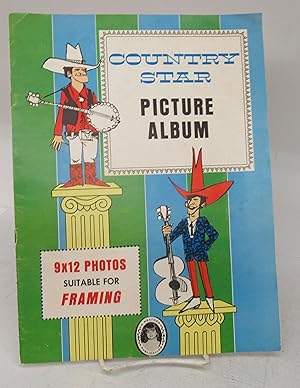 COUNTRY
STAR
PICTURE
ALBUM
9x12 PHOTOS
SUITABLE FOR
FRAMING